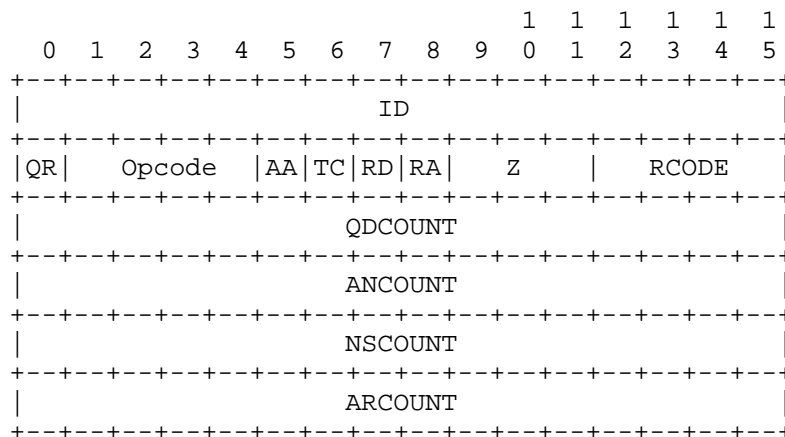 1  1  1  1  1  1
  0  1  2  3  4  5  6  7  8  9  0  1  2  3  4  5
+--+--+--+--+--+--+--+--+--+--+--+--+--+--+--+--+
|                      ID                       |
+--+--+--+--+--+--+--+--+--+--+--+--+--+--+--+--+
|QR|   Opcode  |AA|TC|RD|RA|   Z    |   RCODE   |
+--+--+--+--+--+--+--+--+--+--+--+--+--+--+--+--+
|                    QDCOUNT                    |
+--+--+--+--+--+--+--+--+--+--+--+--+--+--+--+--+
|                    ANCOUNT                    |
+--+--+--+--+--+--+--+--+--+--+--+--+--+--+--+--+
|                    NSCOUNT                    |
+--+--+--+--+--+--+--+--+--+--+--+--+--+--+--+--+
|                    ARCOUNT                    |
+--+--+--+--+--+--+--+--+--+--+--+--+--+--+--+--+